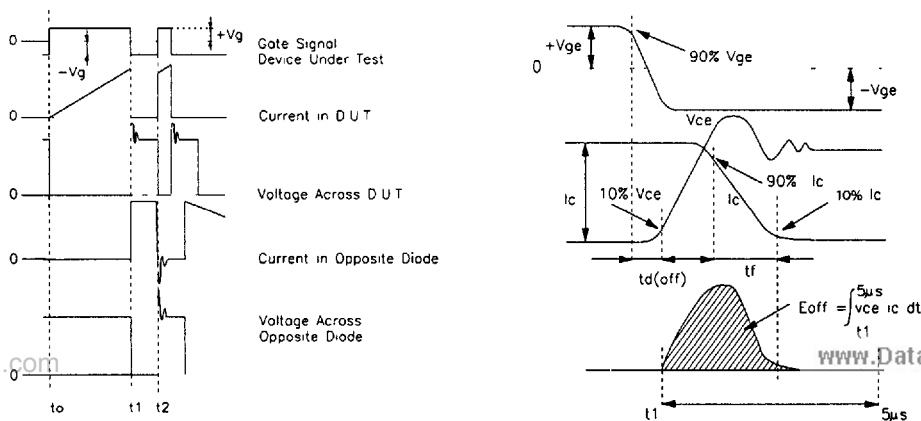 0
+Vg
-Vg
Gate Signal
Device Under Test
0
Current in D U T
0
Voltage Across D U T
0
Current in Opposite Diode
Voltage Across
Opposite Diode
0
.com
to
t1
t2
+Vge
0
90% Vge
-Vge
Vce
Ic
10% Vce
Ic
90% Ic
10% Ic
td(off)
tf
Eoff = ∫ vce ic dt
5µs
t1
www.Data
t1
5µs